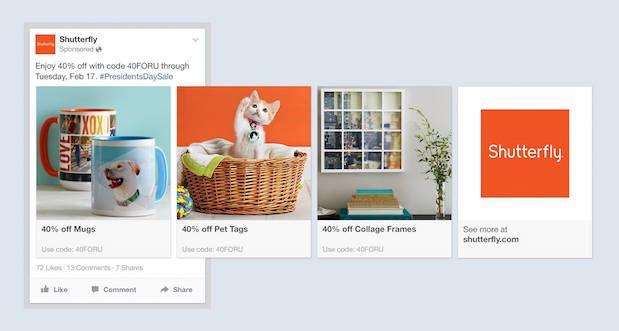 Shutterfly
Shutterfly
Sponsored
Enjoy 40% off with code 40FORU through
Tuesday, Feb 17. #PresidentsDaySale
LOVE
XOXO
40% off Mugs
Use code: 40FORU
40% off Pet Tags
Use code: 40FORU
40% off Collage Frames
Use code: 40FORU
Shutterfly.
See more at
shutterfly.com
72 Likes · 13 Comments · 7 Shares
Like Comment Share